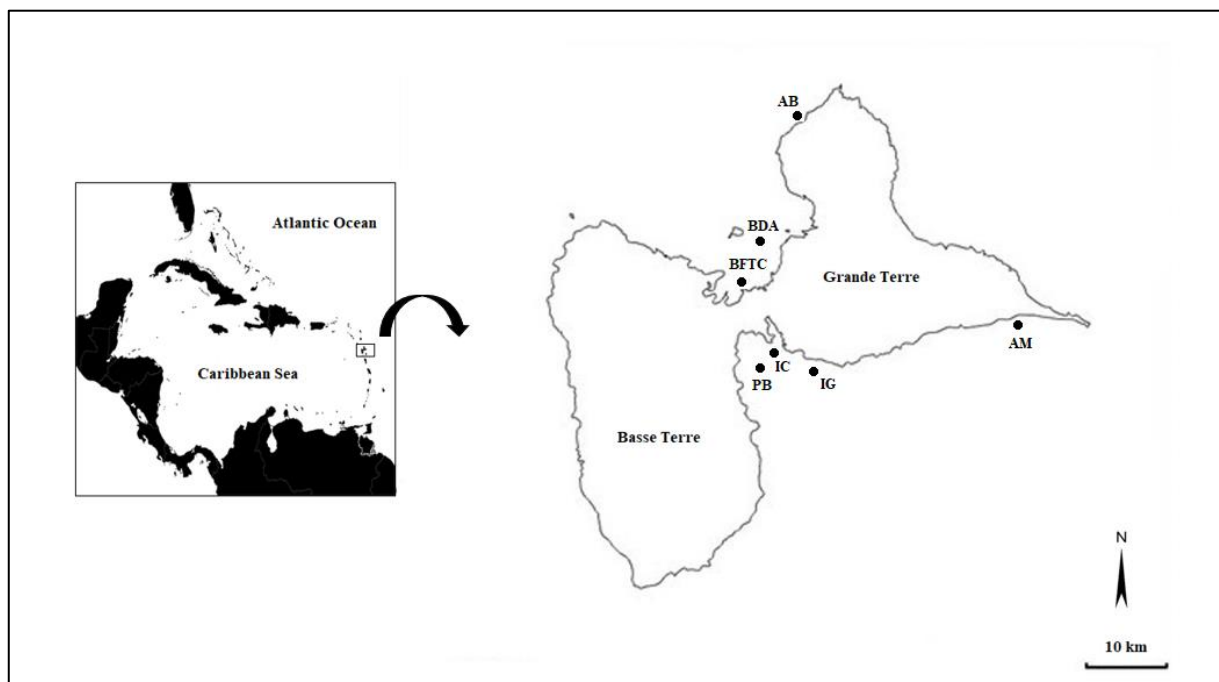 Atlantic Ocean
Caribbean Sea
AB
BDA
BFTC
Grande Terre
AM
IC
PB
IG
Basse Terre
N
10 km